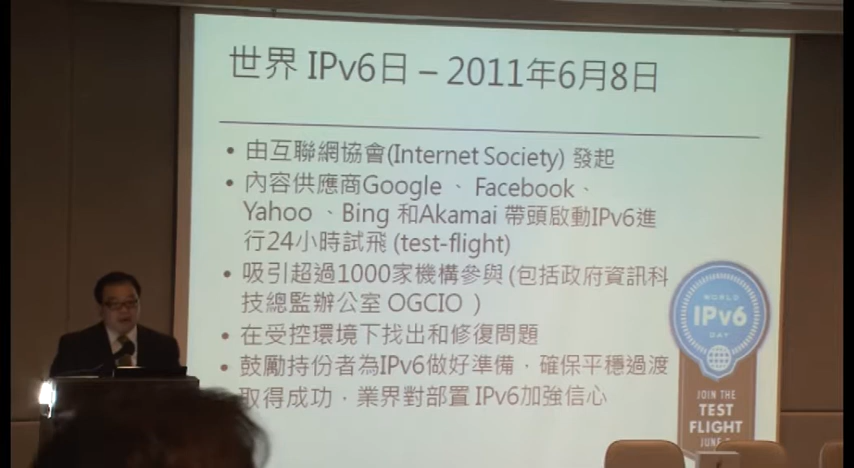 世界 IPv6日 – 2011年6月8日
• 由互聯網協會(Internet Society) 發起
• 內容供應商Google 、 Facebook、
Yahoo 、Bing 和Akamai 帶頭啟動IPv6進
行24小時試飛 (test-flight)
• 吸引超過1000家機構參與 (包括政府資訊科
技總監辦公室 OGCIO )
• 在受控環境下找出和修復問題
• 鼓勵持份者為IPv6做好準備，確保平穩過渡
取得成功，業界對部置 IPv6加強信心
WORLD
IPv6
DAY
JOIN THE
TEST
FLIGHT
JUNE